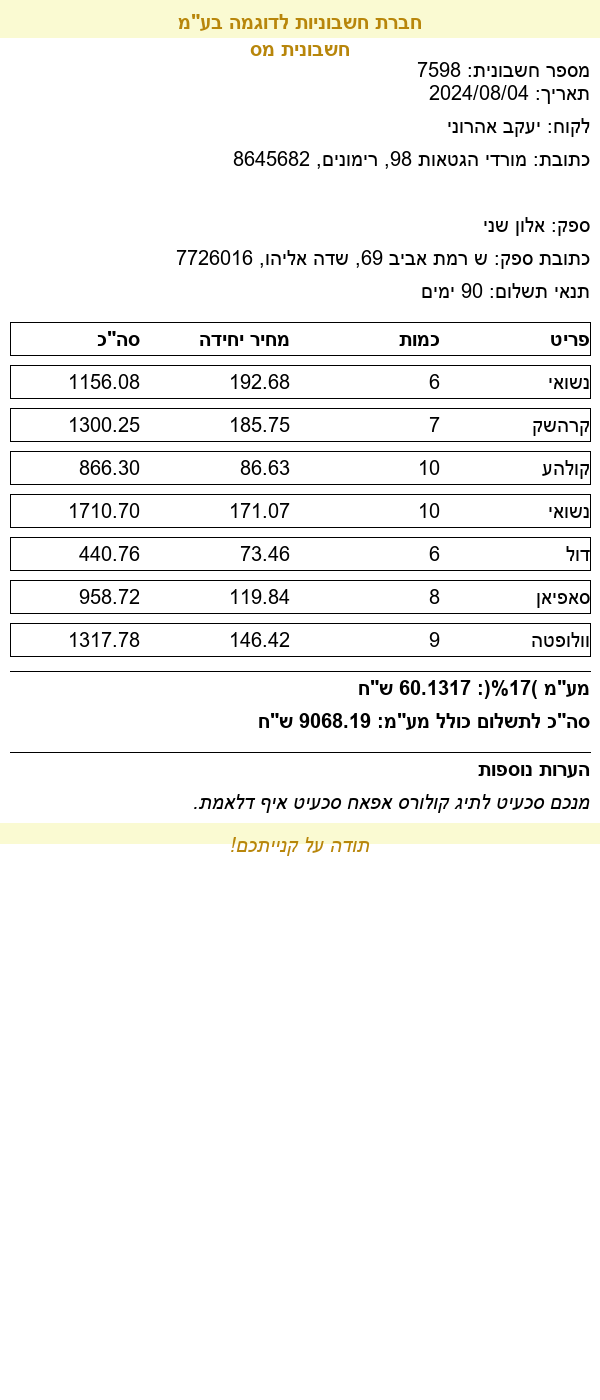 חברת חשבוניות לדוגמה בע"מ
חשבונית מס
מספר חשבונית: 7598
תאריך: 2024/08/04
לקוח: יעקב אהרוני
כתובת: מורדי הגטאות 98, רימונים, 8645682
ספק: אלון שני
כתובת ספק: ש רמת אביב 69, שדה אליהו, 7726016
תנאי תשלום: 90 ימים
פריט כמות מחיר יחידה סה"כ
נשואי 6 192.68 1156.08
קרהשק 7 185.75 1300.25
קולהע 10 86.63 866.30
נשואי 10 171.07 1710.70
דול 6 73.46 440.76
סאפיאן 8 119.84 958.72
וולופטה 9 146.42 1317.78
מע"מ )17%(: 60.1317 ש"ח
סה"כ לתשלום כולל מע"מ: 9068.19 ש"ח
הערות נוספות
מנכם סכעיט לתיג קולורס אפאח סכעיט איף דלאמת.
תודה על קנייתכם!